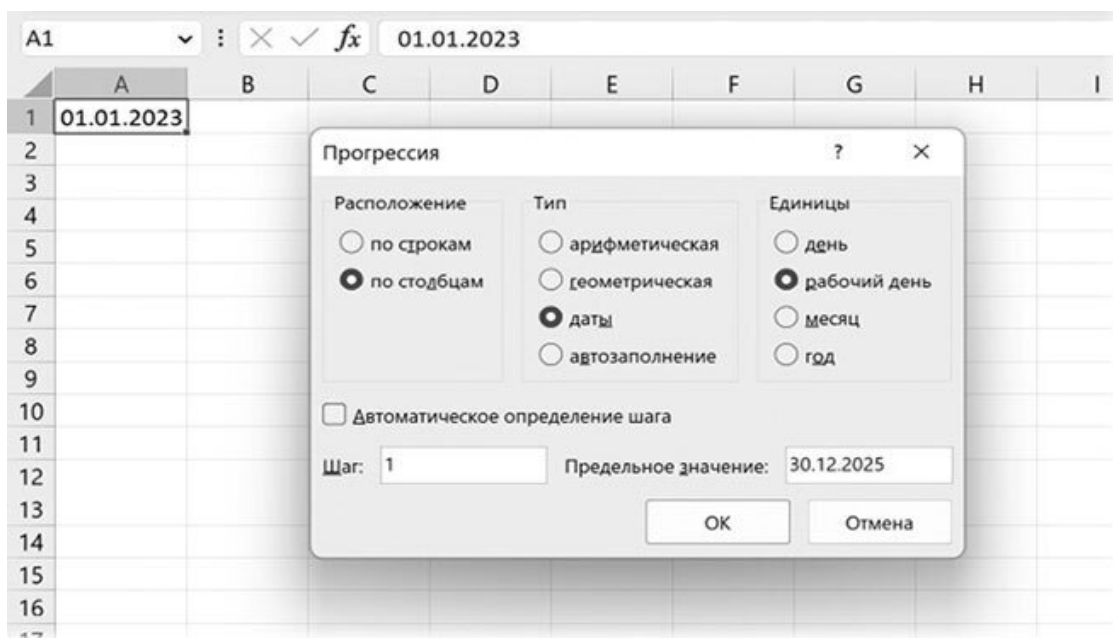 A1 fx 01.01.2023
A B C D E F G H I
1 01.01.2023
2
3
4
5
6
7
8
9
10
11
12
13
14
15
16
17
Прогрессия ?
Расположение Тип Единицы
по строкам арифметическая день
по столбцам геометрическая рабочий день
даты месяц
автозаполнение год
Автоматическое определение шага
Шаг: 1 Предельное значение: 30.12.2025
ОК Отмена